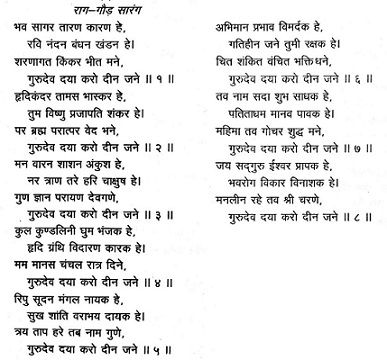 राग-गौड़ सारंग
भव सागर तारण कारण हे,
रवि नंदन बंधन खंडन हे।
शरणागत किंकर भीत मने,
गुरुदेव दया करो दीन जने ॥ १ ॥
हृदिकंदर तामस भास्कर हे,
तुम विष्णु प्रजापति शंकर हे।
पर ब्रह्म परात्पर वेद भने,
गुरुदेव दया करो दीन जने ॥ २ ॥
मन वारन शाशन अंकुश हे,
नर त्राण तरे हरि चाक्षुष हे।
गुण ज्ञान परायण देवगणे,
गुरुदेव दया करो दीन जने ॥ ३ ॥
कुल कुण्डलिनी घुम भंजक हे,
हृदि ग्रंथि विदारण कारक हे।
मम मानस चंचल रात्र दिने,
गुरुदेव दया करो दीन जने ॥ ४ ॥
रिपु सूदन मंगल नायक हे,
सुख शांति वराभय दायक हे।
त्रय ताप हरे तब नाम गुणे,
गुरुदेव दया करो दीन जने ॥ ५ ॥
अभिमान प्रभाव विमर्दक हे,
गतिहीन जने तुमी रक्षक हे।
चित शंकित वंचित भक्तिधने,
गुरुदेव दया करो दीन जने ॥ ६ ॥
तव नाम सदा शुभ साधक हे,
पतिताधम मानव पावक हे।
महिमा तव गोचर शुद्ध मने,
गुरुदेव दया करो दीन जने ॥ ७ ॥
जय सद्‌गुरु ईश्वर प्रापक हे,
भवरोग विकार विनाशक हे।
मनलीन रहे तव श्री चरणे,
गुरुदेव दया करो दीन जने ॥ ८ ॥